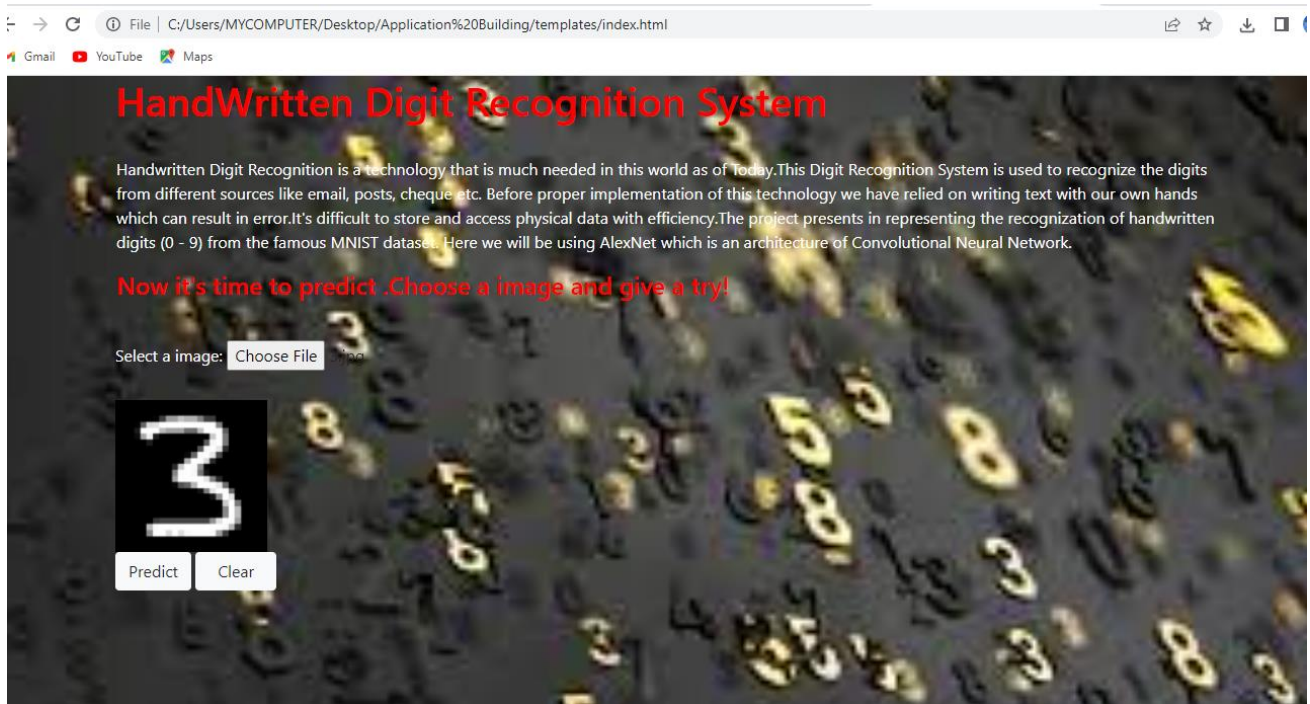 File | C:/Users/MYCOMPUTER/Desktop/Application%20Building/templates/index.html
Gmail YouTube Maps
HandWritten Digit Recognition System
Handwritten Digit Recognition is a technology that is much needed in this world as of Today.This Digit Recognition System is used to recognize the digits
from different sources like email, posts, cheque etc. Before proper implementation of this technology we have relied on writing text with our own hands
which can result in error.It's difficult to store and access physical data with efficiency.The project presents in representing the recognization of handwritten
digits (0 - 9) from the famous MNIST dataset. Here we will be using AlexNet which is an architecture of Convolutional Neural Network.
Now it's time to predict .Choose a image and give a try!
Select a image: Choose File
3
Predict Clear